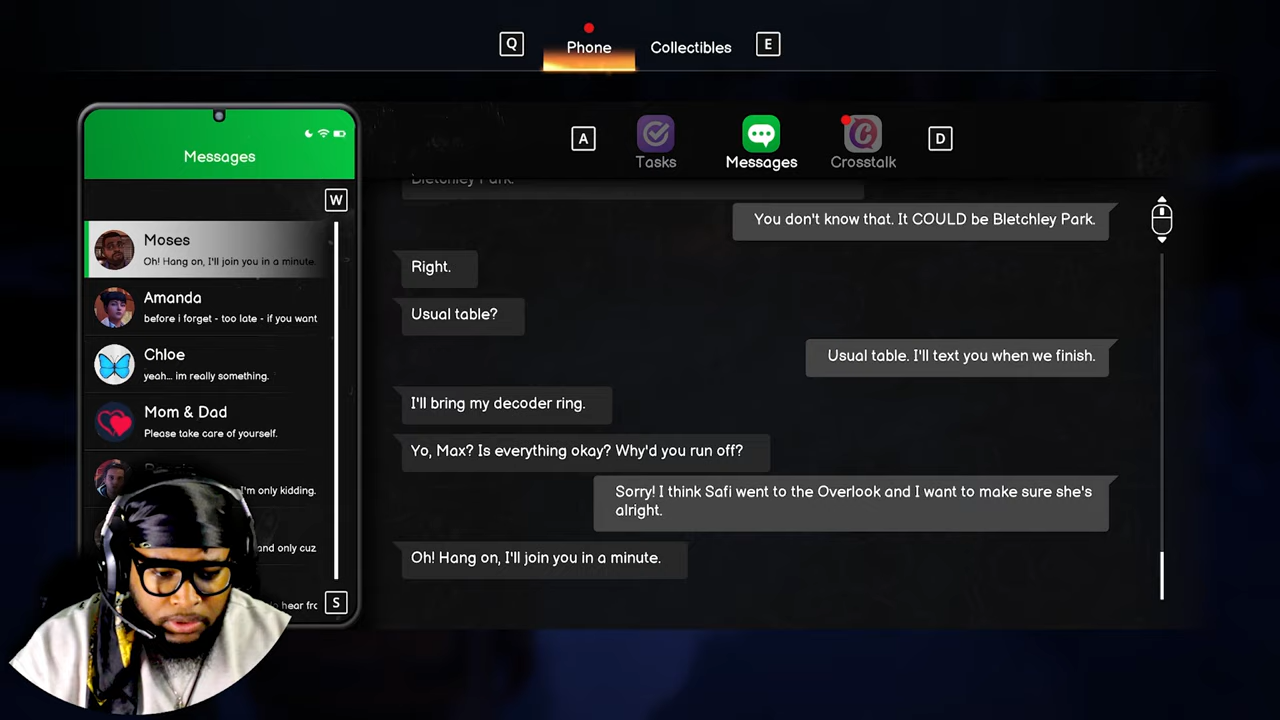 Q
Phone
Collectibles
E
Messages
A
Tasks
Messages
Crosstalk
D
W
Moses
Oh! Hang on, I'll join you in a minute.
Amanda
before i forget - too late - if you want
Chloe
yeah... im really something.
Mom & Dad
Please take care of yourself.
I'm only kidding.
and only cuz
hear frc
S
Bletchley Park.
You don't know that. It COULD be Bletchley Park.
Right.
Usual table?
Usual table. I'll text you when we finish.
I'll bring my decoder ring.
Yo, Max? Is everything okay? Why'd you run off?
Sorry! I think Safi went to the Overlook and I want to make sure she's
alright.
Oh! Hang on, I'll join you in a minute.